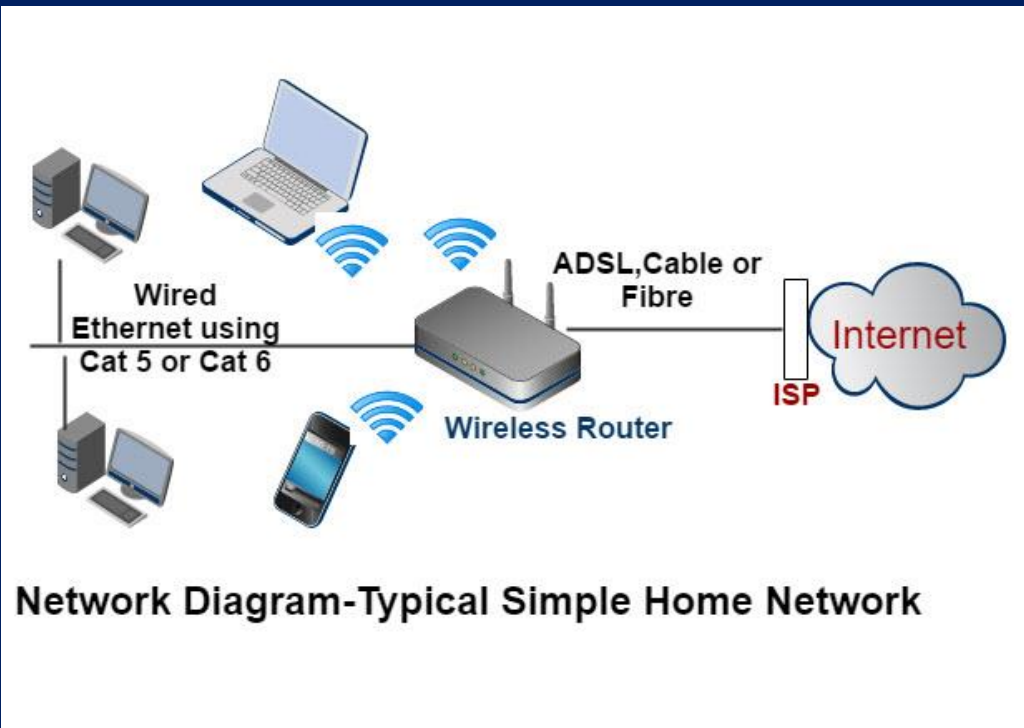 ADSL,Cable or
Fibre
Wired
Ethernet using
Cat 5 or Cat 6
Internet
ISP
Wireless Router
Network Diagram-Typical Simple Home Network